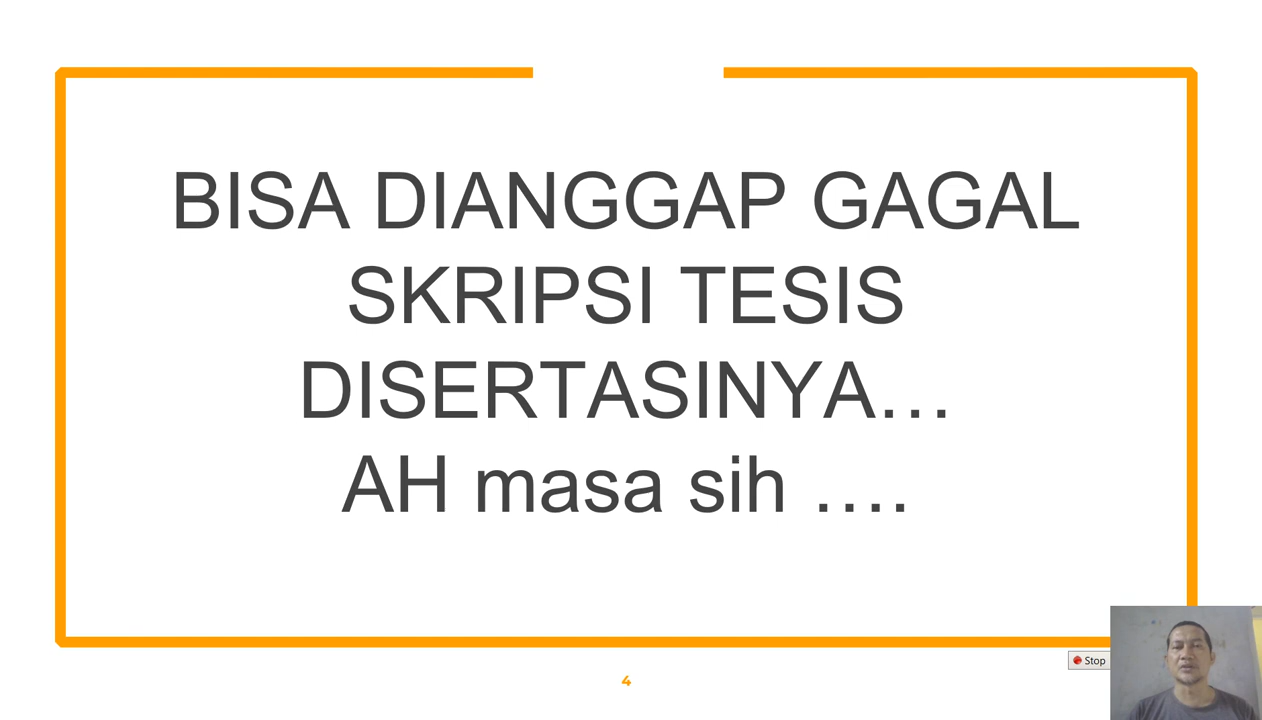 BISA DIANGGAP GAGAL
SKRIPSI TESIS
DISERTASINYA…
AH masa sih ….
Stop
4